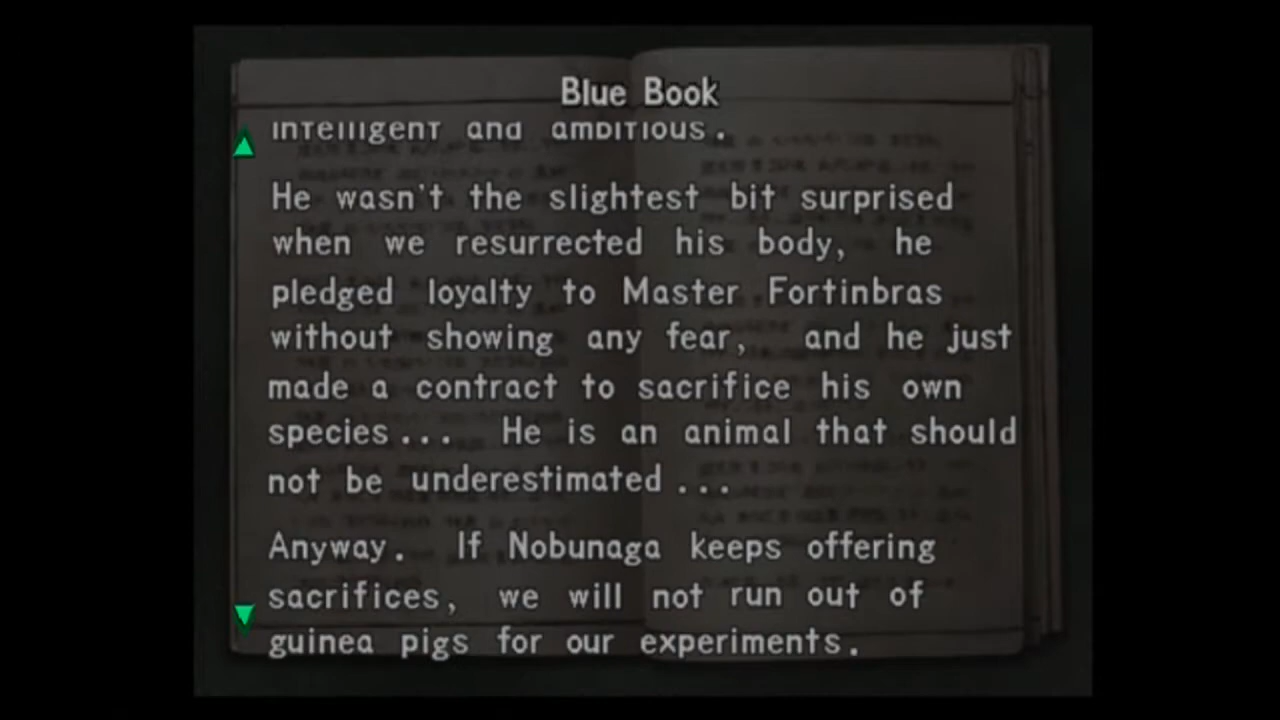 Blue Book
intelligent and ambitious.
He wasn't the slightest bit surprised
when we resurrected his body, he
pledged loyalty to Master Fortinbras
without showing any fear, and he just
made a contract to sacrifice his own
species... He is an animal that should
not be underestimated...
Anyway. If Nobunaga keeps offering
sacrifices, we will not run out of
guinea pigs for our experiments.